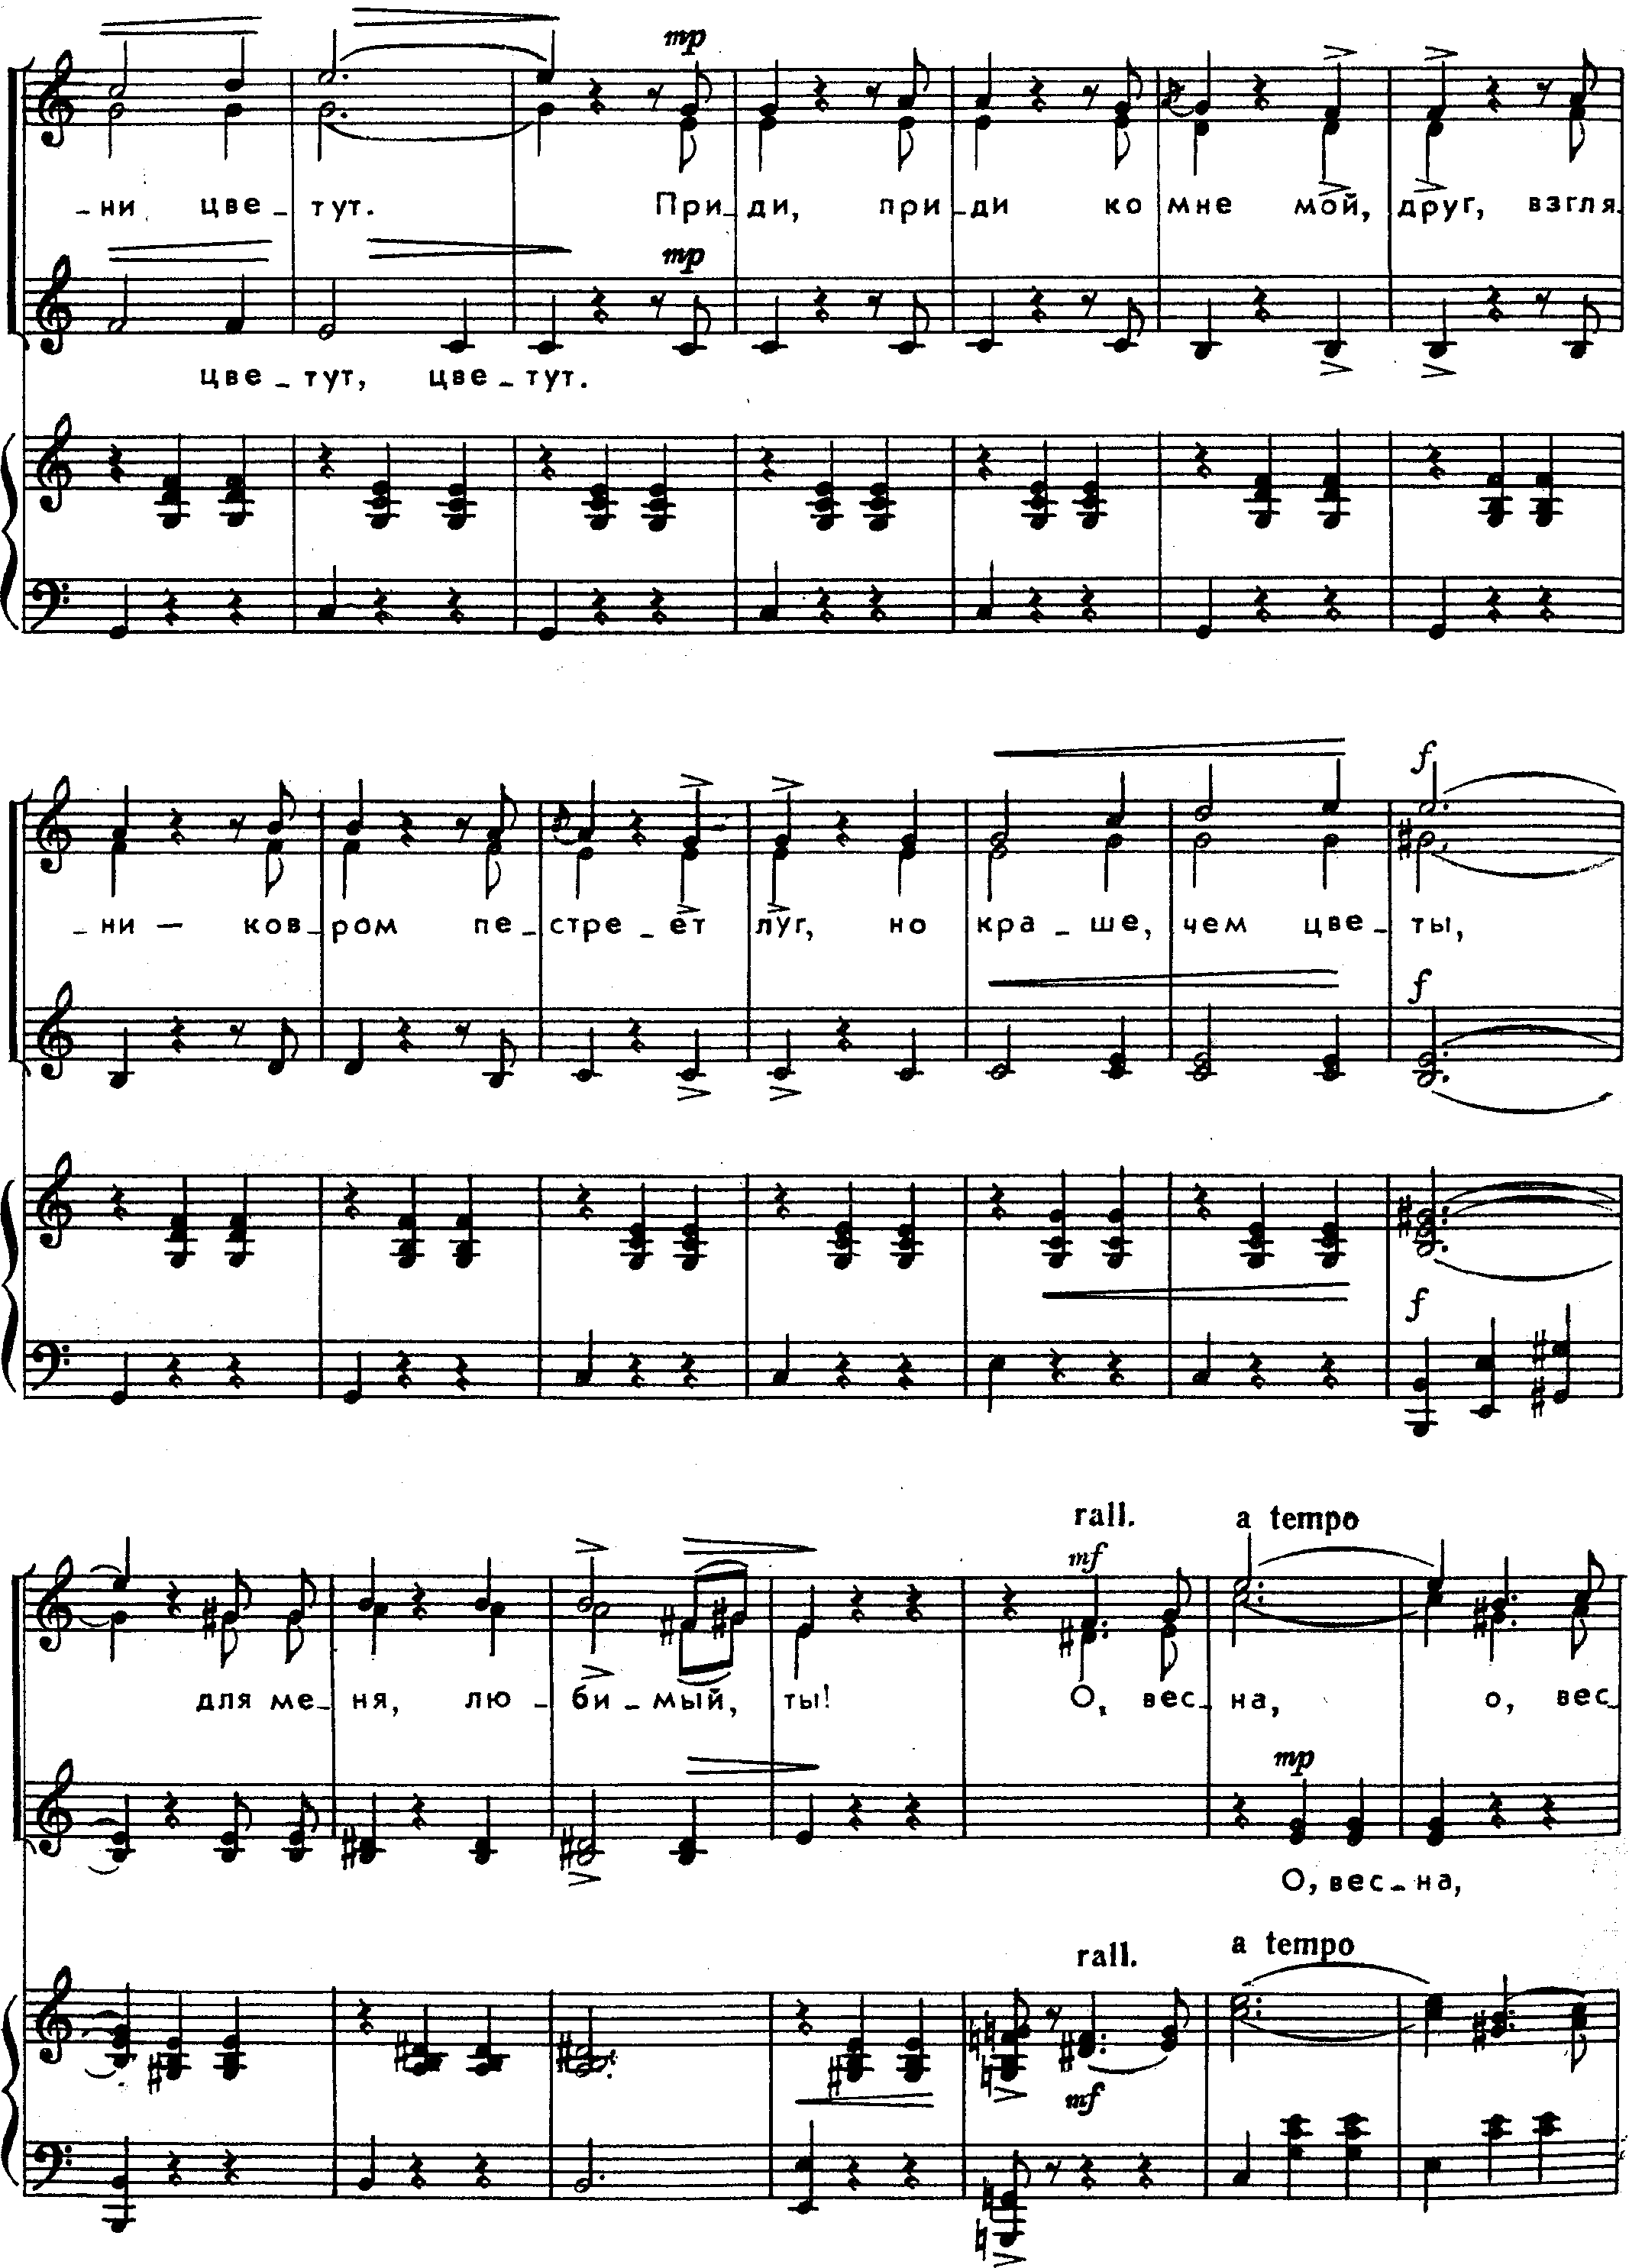 mp
-ни цве- тут. При-ди, при-ди ко мне мой, друг, взгля-
mp
цве-тут, цве-тут.
f
-ни — ков-ром пе-стре-ет луг, но кра-ше, чем цве-ты,
f
f
rall. a tempo
mf
для ме-ня, лю-би-мый, ты! О, вес-на, о, вес-
mp
О, вес-на,
rall. a tempo
mf